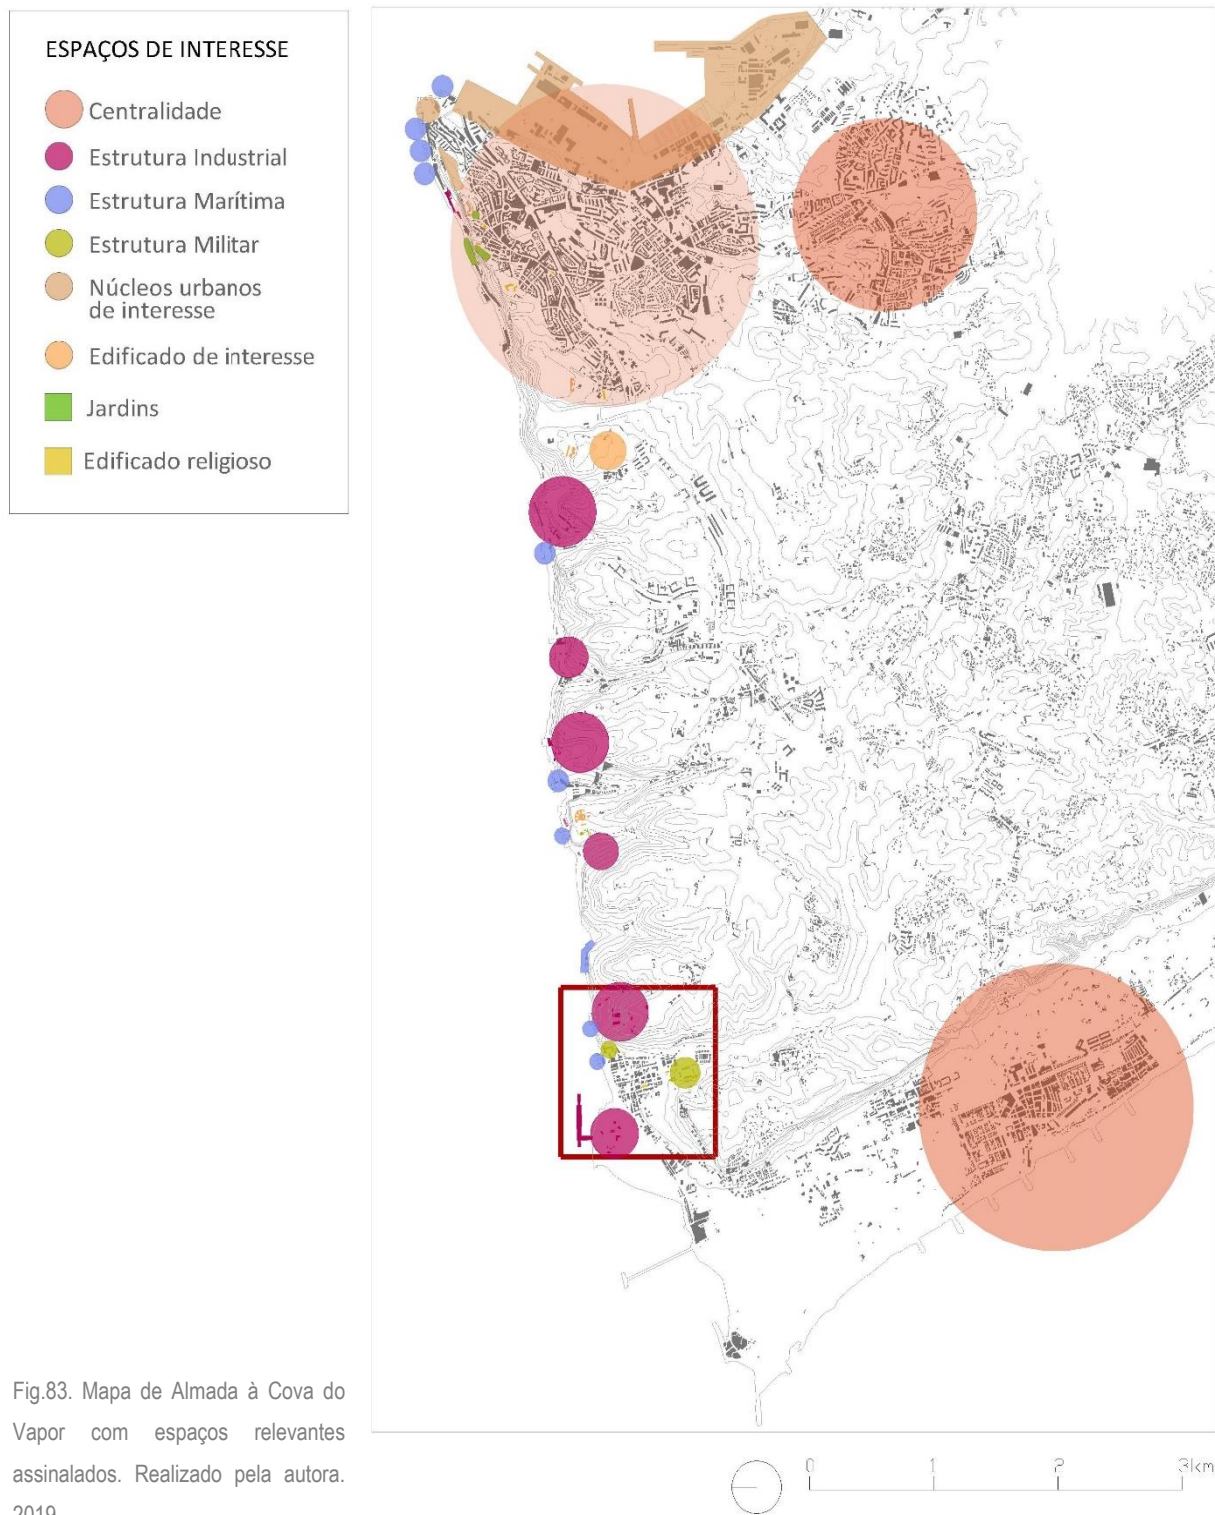 ESPAÇOS DE INTERESSE
Centralidade
Estrutura Industrial
Estrutura Marítima
Estrutura Militar
Núcleos urbanos
de interesse
Edificado de interesse
Jardins
Edificado religioso
Fig.83. Mapa de Almada à Cova do
Vapor com espaços relevantes
assinalados. Realizado pela autora.
2019
0 1 2 3km